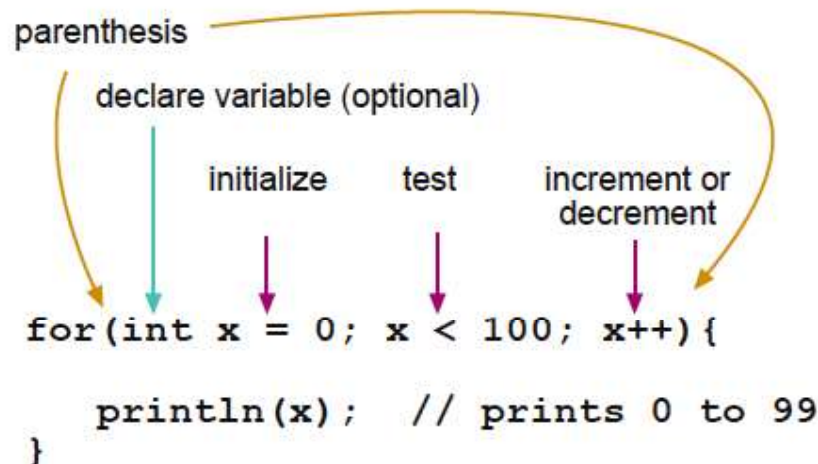 parenthesis
declare variable (optional)
initialize test increment or
decrement
for(int x = 0; x < 100; x++){
println(x); // prints 0 to 99
}